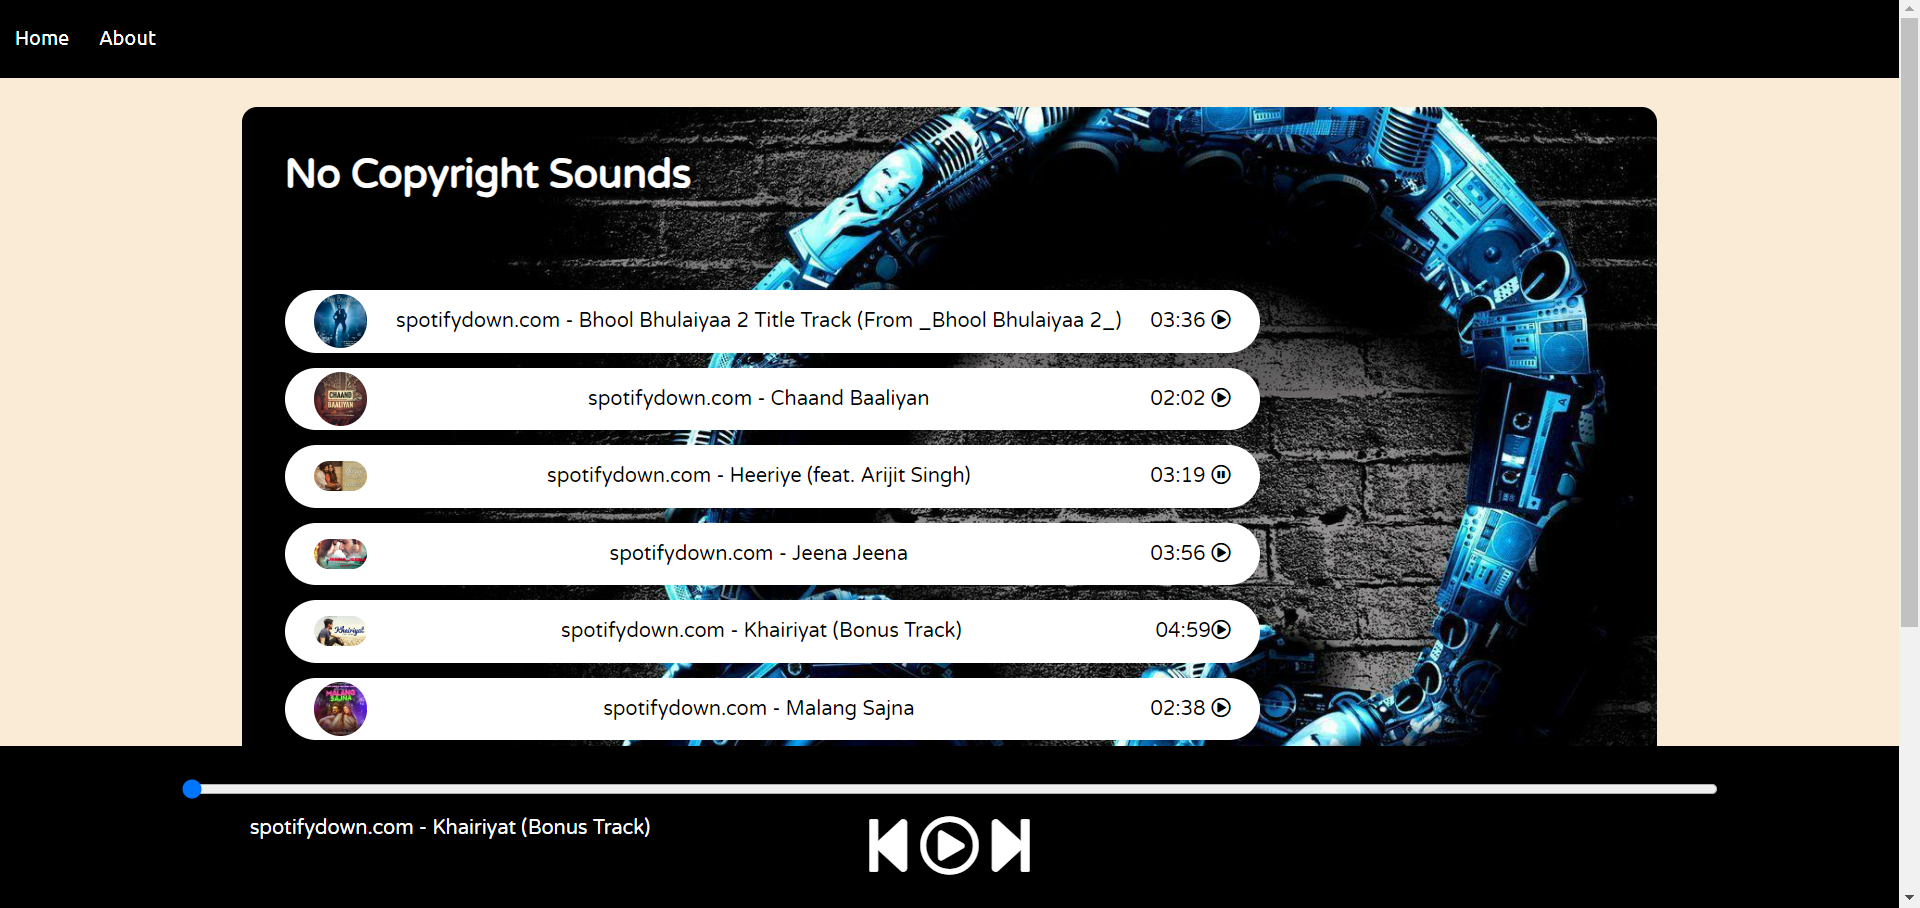 Home About
No Copyright Sounds
spotifydown.com - Bhool Bhulaiyaa 2 Title Track (From _Bhool Bhulaiyaa 2_) 03:36
CHAAND
BAALIYAN
spotifydown.com - Chaand Baaliyan 02:02
spotifydown.com - Heeriye (feat. Arijit Singh) 03:19
spotifydown.com - Jeena Jeena 03:56
Khairiyat
spotifydown.com - Khairiyat (Bonus Track) 04:59
MALANG
SAJNA
spotifydown.com - Malang Sajna 02:38
spotifydown.com - Khairiyat (Bonus Track)